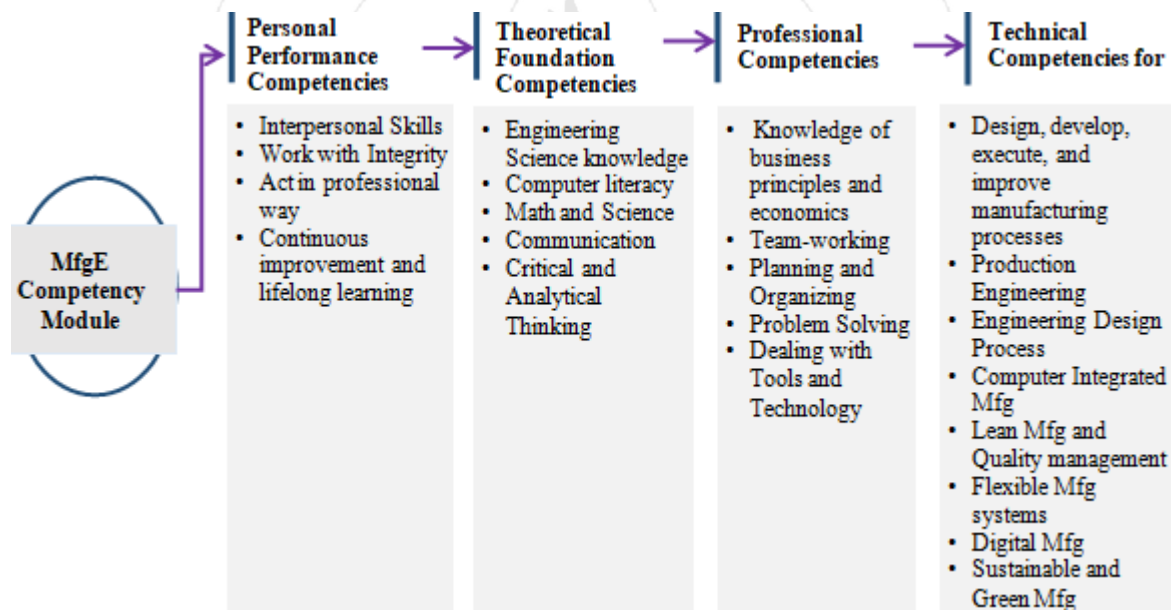 MfgE
Competency
Module
Personal
Performance
Competencies
• Interpersonal Skills
• Work with Integrity
• Act in professional
way
• Continuous
improvement and
lifelong learning
Theoretical
Foundation
Competencies
• Engineering
Science knowledge
• Computer literacy
• Math and Science
• Communication
• Critical and
Analytical
Thinking
Professional
Competencies
• Knowledge of
business
principles and
economics
• Team-working
• Planning and
Organizing
• Problem Solving
• Dealing with
Tools and
Technology
Technical
Competencies for
• Design, develop,
execute, and
improve
manufacturing
processes
• Production
Engineering
• Engineering Design
Process
• Computer Integrated
Mfg
• Lean Mfg and
Quality management
• Flexible Mfg
systems
• Digital Mfg
• Sustainable and
Green Mfg